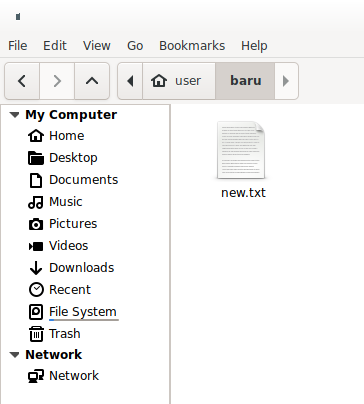 File Edit View Go Bookmarks Help
user baru
My Computer
Home
Desktop
Documents
Music
Pictures
Videos
Downloads
Recent
File System
Trash
Network
Network
new.txt